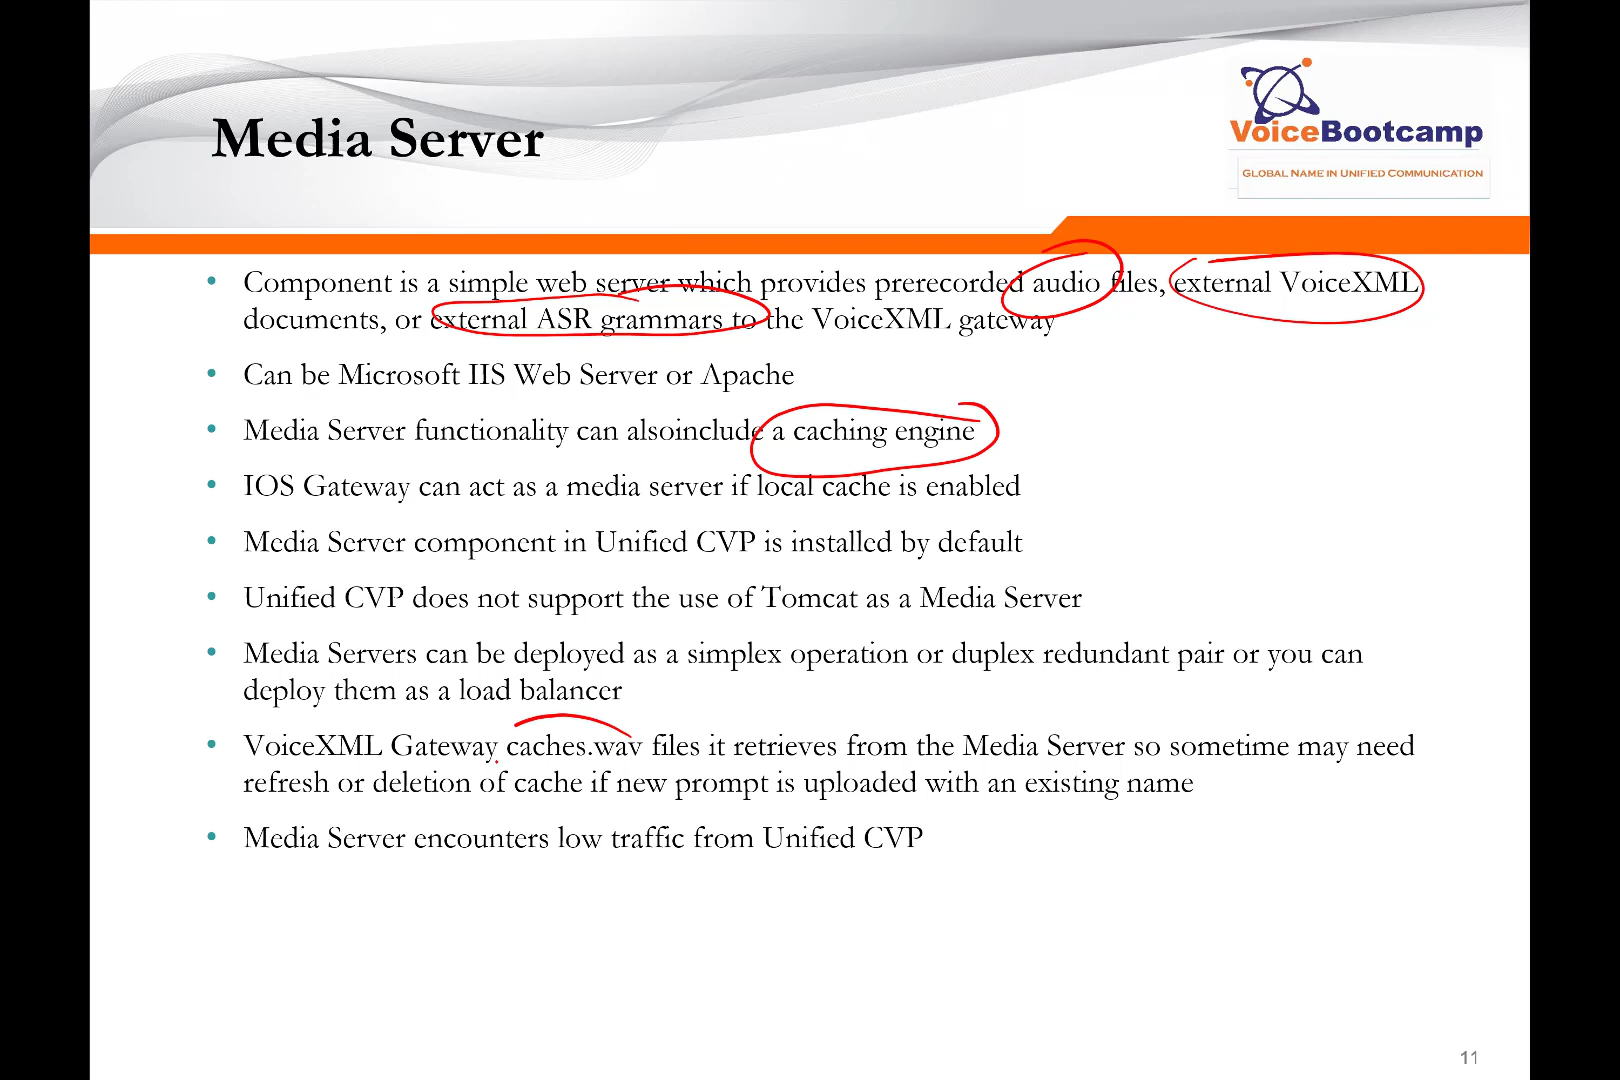 Media Server
VoiceBootcamp
GLOBAL NAME IN UNIFIED COMMUNICATION
• Component is a simple web server which provides prerecorded audio files, external VoiceXML
documents, or external ASR grammars to the VoiceXML gateway
• Can be Microsoft IIS Web Server or Apache
• Media Server functionality can alsoinclude a caching engine
• IOS Gateway can act as a media server if local cache is enabled
• Media Server component in Unified CVP is installed by default
• Unified CVP does not support the use of Tomcat as a Media Server
• Media Servers can be deployed as a simplex operation or duplex redundant pair or you can
deploy them as a load balancer
• VoiceXML Gateway caches.wav files it retrieves from the Media Server so sometime may need
refresh or deletion of cache if new prompt is uploaded with an existing name
• Media Server encounters low traffic from Unified CVP
11